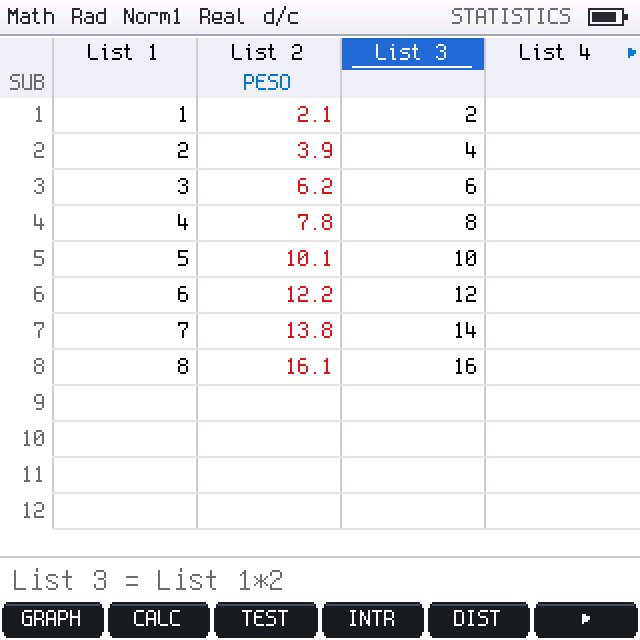 Math Rad Norm1 Real d/c STATISTICS
List 1 List 2 List 3 List 4
SUB PESO
1 1 2.1 2
2 2 3.9 4
3 3 6.2 6
4 4 7.8 8
5 5 10.1 10
6 6 12.2 12
7 7 13.8 14
8 8 16.1 16
9
10
11
12
List 3 = List 1*2
GRAPH CALC TEST INTR DIST